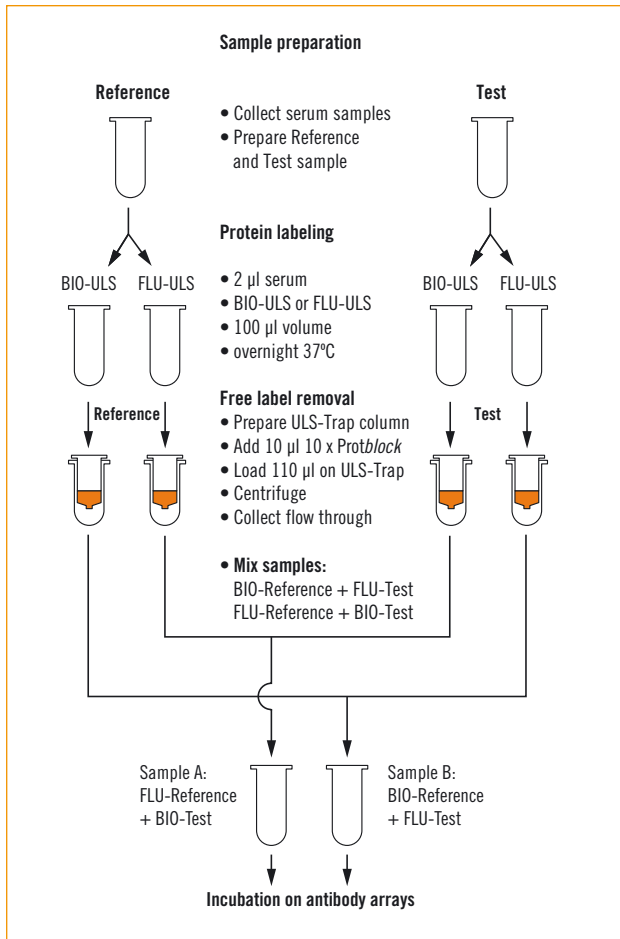 Sample preparation
Reference
Test
• Collect serum samples
• Prepare Reference
and Test sample
Protein labeling
BIO-ULS
FLU-ULS
• 2 µl serum
• BIO-ULS or FLU-ULS
• 100 µl volume
• overnight 37ºC
BIO-ULS
FLU-ULS
Free label removal
Reference
• Prepare ULS-Trap column
• Add 10 µl 10 x Protblock
• Load 110 µl on ULS-Trap
• Centrifuge
• Collect flow through
Test
• Mix samples:
BIO-Reference + FLU-Test
FLU-Reference + BIO-Test
Sample A:
FLU-Reference
+ BIO-Test
Sample B:
BIO-Reference
+ FLU-Test
Incubation on antibody arrays